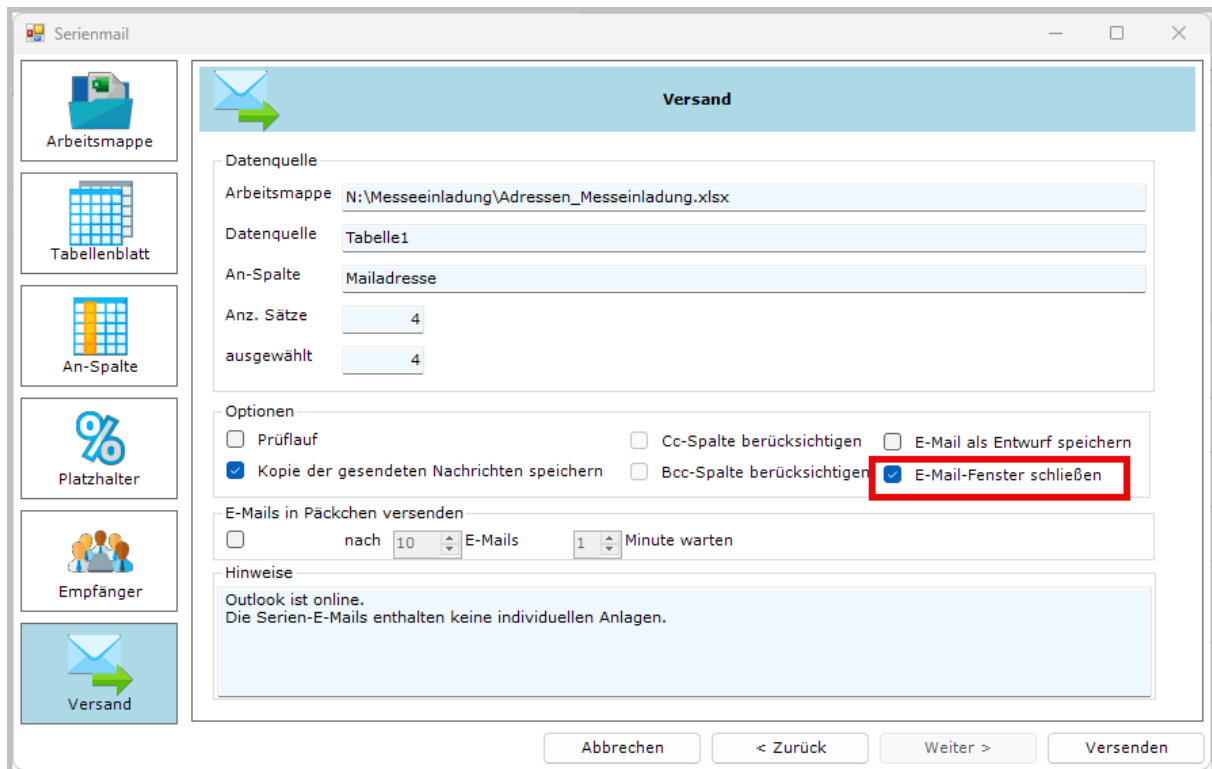 Serienmail
Arbeitsmappe
Tabellenblatt
An-Spalte
Platzhalter
Empfänger
Versand
Versand
Datenquelle
Arbeitsmappe N:\Messeeinladung\Adressen_Messeinladung.xlsx
Datenquelle Tabelle1
An-Spalte Mailadresse
Anz. Sätze 4
ausgewählt 4
Optionen
Prüflauf Cc-Spalte berücksichtigen E-Mail als Entwurf speichern
Kopie der gesendeten Nachrichten speichern Bcc-Spalte berücksichtigen E-Mail-Fenster schließen
E-Mails in Päckchen versenden
nach 10 E-Mails 1 Minute warten
Hinweise
Outlook ist online.
Die Serien-E-Mails enthalten keine individuellen Anlagen.
Abbrechen < Zurück Weiter > Versenden